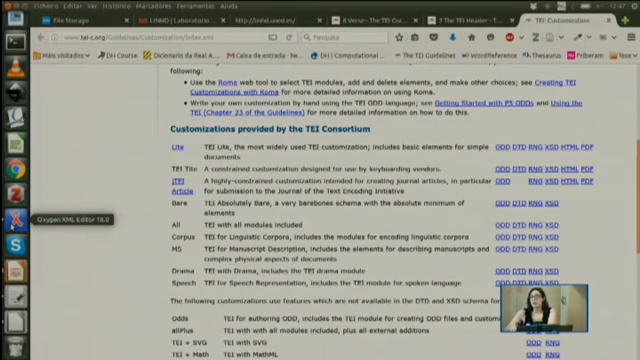 Ficheiro Editar Ver Histórico Marcadores Ferramentas Janela Ajuda
12:47
File Storage
LINHD | Laboratorio...
http://linhd.uned.es/
6 Verse - The TEI Gui...
2 The TEI Header - T...
TEI: Customization
www.tei-c.org/Guidelines/Customization/index.xml
Pesquisa
Máis visitados
DH Course
Dicionario da Real A...
Caixa de entrada - he...
DH | Computational ...
The TEI Guidelines
WordReference
Thesaurus
Priberam
Tese
following:
Use the Roma web tool to select TEI modules, add and delete elements, and make other choices; see Creating TEI
Customizations with Roma for more detailed information on using Roma.
Write your own customization by hand using the TEI ODD language; see Getting Started with P5 ODDs and Using the
TEI (Chapter 23 of the Guidelines) for more detailed information on how to do this.
Customizations provided by the TEI Consortium
Lite TEI Lite, the most widely used TEI customization; includes basic elements for simple ODD DTD RNG XSD HTML PDF
documents
TEI Tite A constrained customization designed for use by keyboarding vendors. ODD DTD RNG XSD HTML PDF
jTEI A highly-constrained customization intended for creating journal articles, in particular ODD RNG XSD HTML PDF
Article for submission to the Journal of the Text Encoding Initiative
Bare TEI Absolutely Bare, a very barebones schema with the absolute minimum of ODD DTD RNG XSD
elements
Oxygen XML Editor 18.0
All TEI with all modules included ODD DTD RNG XSD
Corpus TEI for Linguistic Corpora, includes the modules for encoding linguistic corpora ODD DTD RNG XSD
MS TEI for Manuscript Description, includes the elements for describing manuscripts and ODD DTD RNG XSD
complex physical aspects of documents
Drama TEI with Drama, includes the TEI drama module ODD DTD RNG XSD
Speech TEI for Speech Representation, includes the TEI module for spoken language ODD DTD RNG XSD
The following customizations use features which are not available in the DTD and XSD schema for
Odds TEI for authoring ODD, includes the TEI module for creating ODD files and custom
allPlus TEI with with all modules included, plus all external additions
TEI + SVG TEI with SVG ODD RNG
TEI + Math TEI with MathML ODD RNG